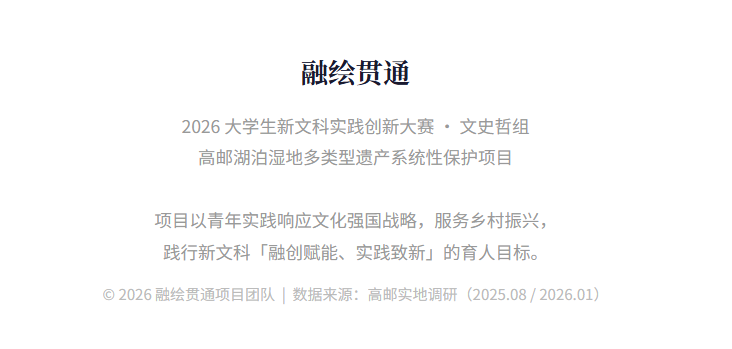 融绘贯通
2026 大学生新文科实践创新大赛 · 文史哲组
高邮湖泊湿地多类型遗产系统性保护项目
项目以青年实践响应文化强国战略，服务乡村振兴，
践行新文科「融创赋能、实践致新」的育人目标。
© 2026 融绘贯通项目团队 | 数据来源：高邮实地调研（2025.08 / 2026.01）